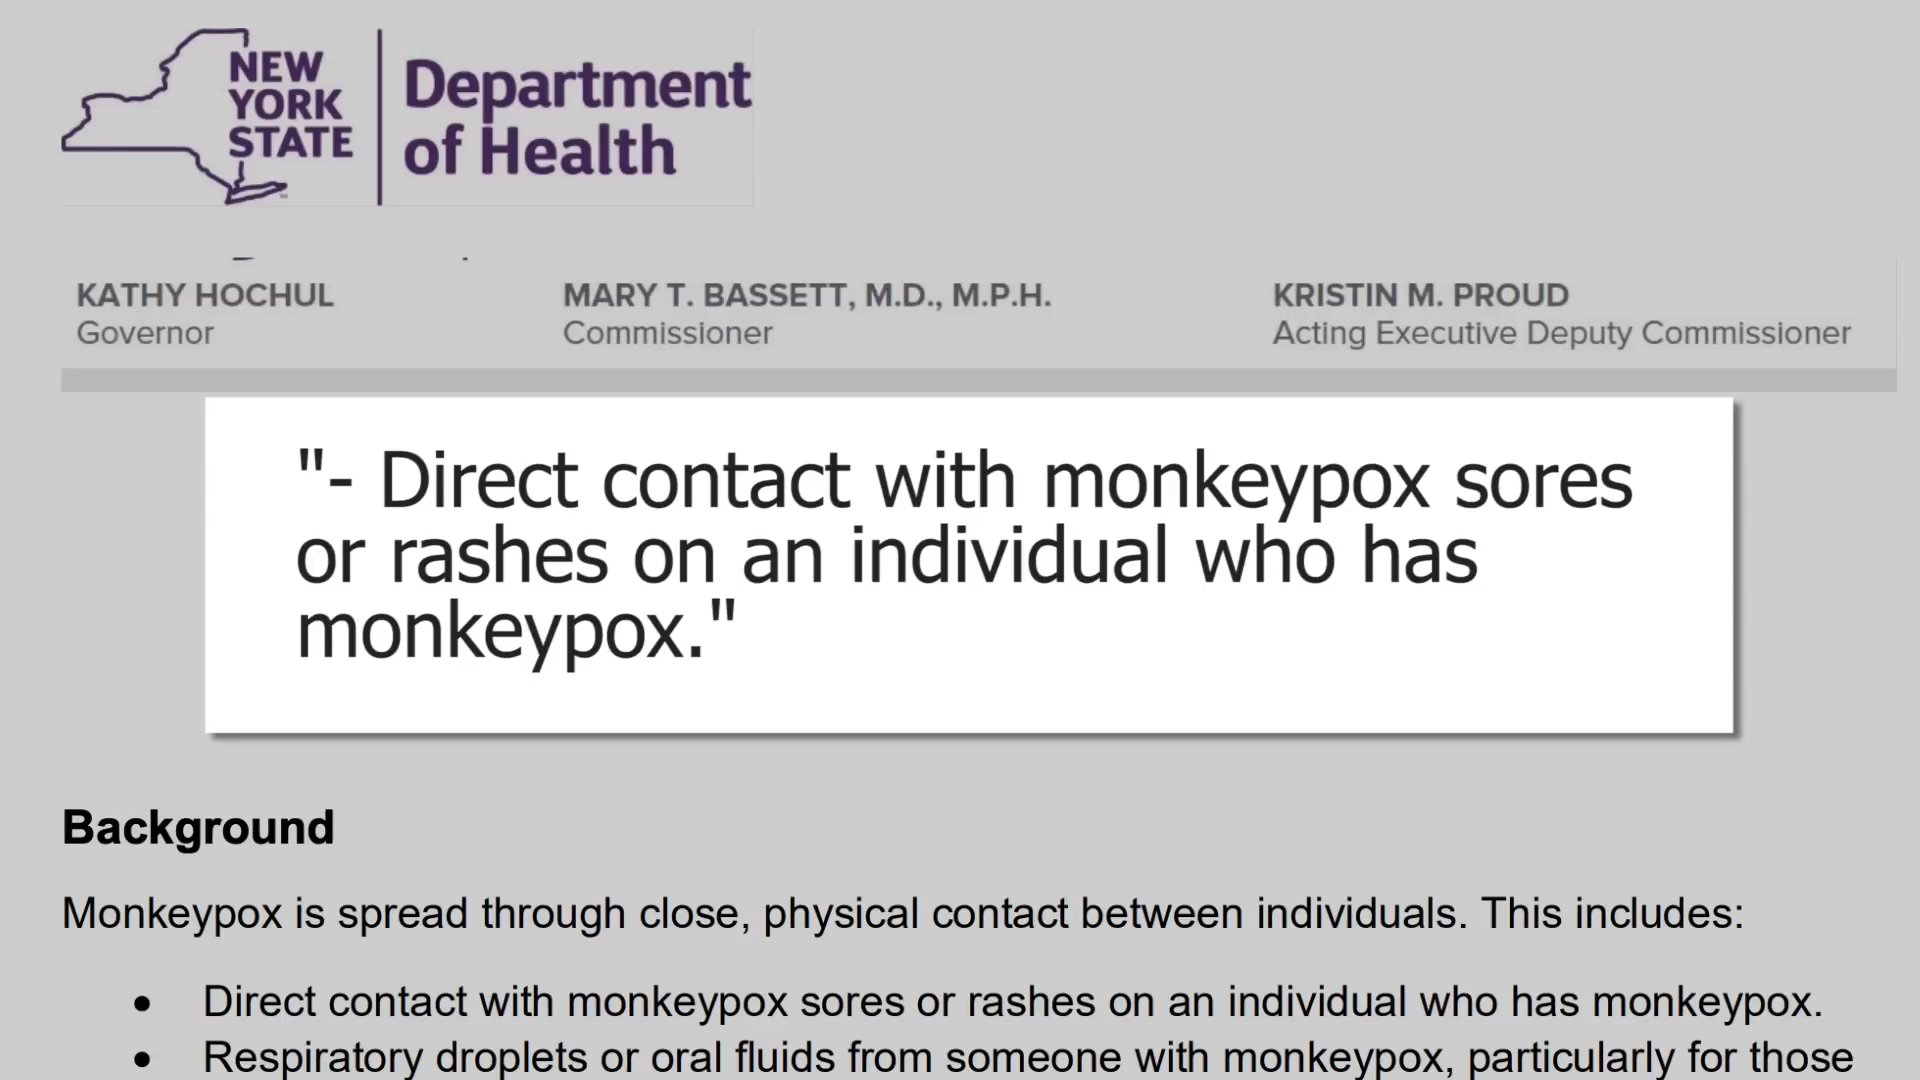 NEW
YORK
STATE
Department
of Health
KATHY HOCHUL
Governor
MARY T. BASSETT, M.D., M.P.H.
Commissioner
KRISTIN M. PROUD
Acting Executive Deputy Commissioner
"- Direct contact with monkeypox sores
or rashes on an individual who has
monkeypox."
Background
Monkeypox is spread through close, physical contact between individuals. This includes:
• Direct contact with monkeypox sores or rashes on an individual who has monkeypox.
• Respiratory droplets or oral fluids from someone with monkeypox, particularly for those